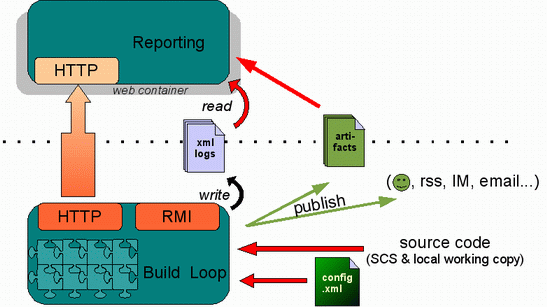 Reporting
HTTP
web container
read
xml
logs
arti-
facts
write
(☺, rss, IM, email...)
publish
HTTP
RMI
source code
(SCS & local working copy)
Build Loop
config
.xml